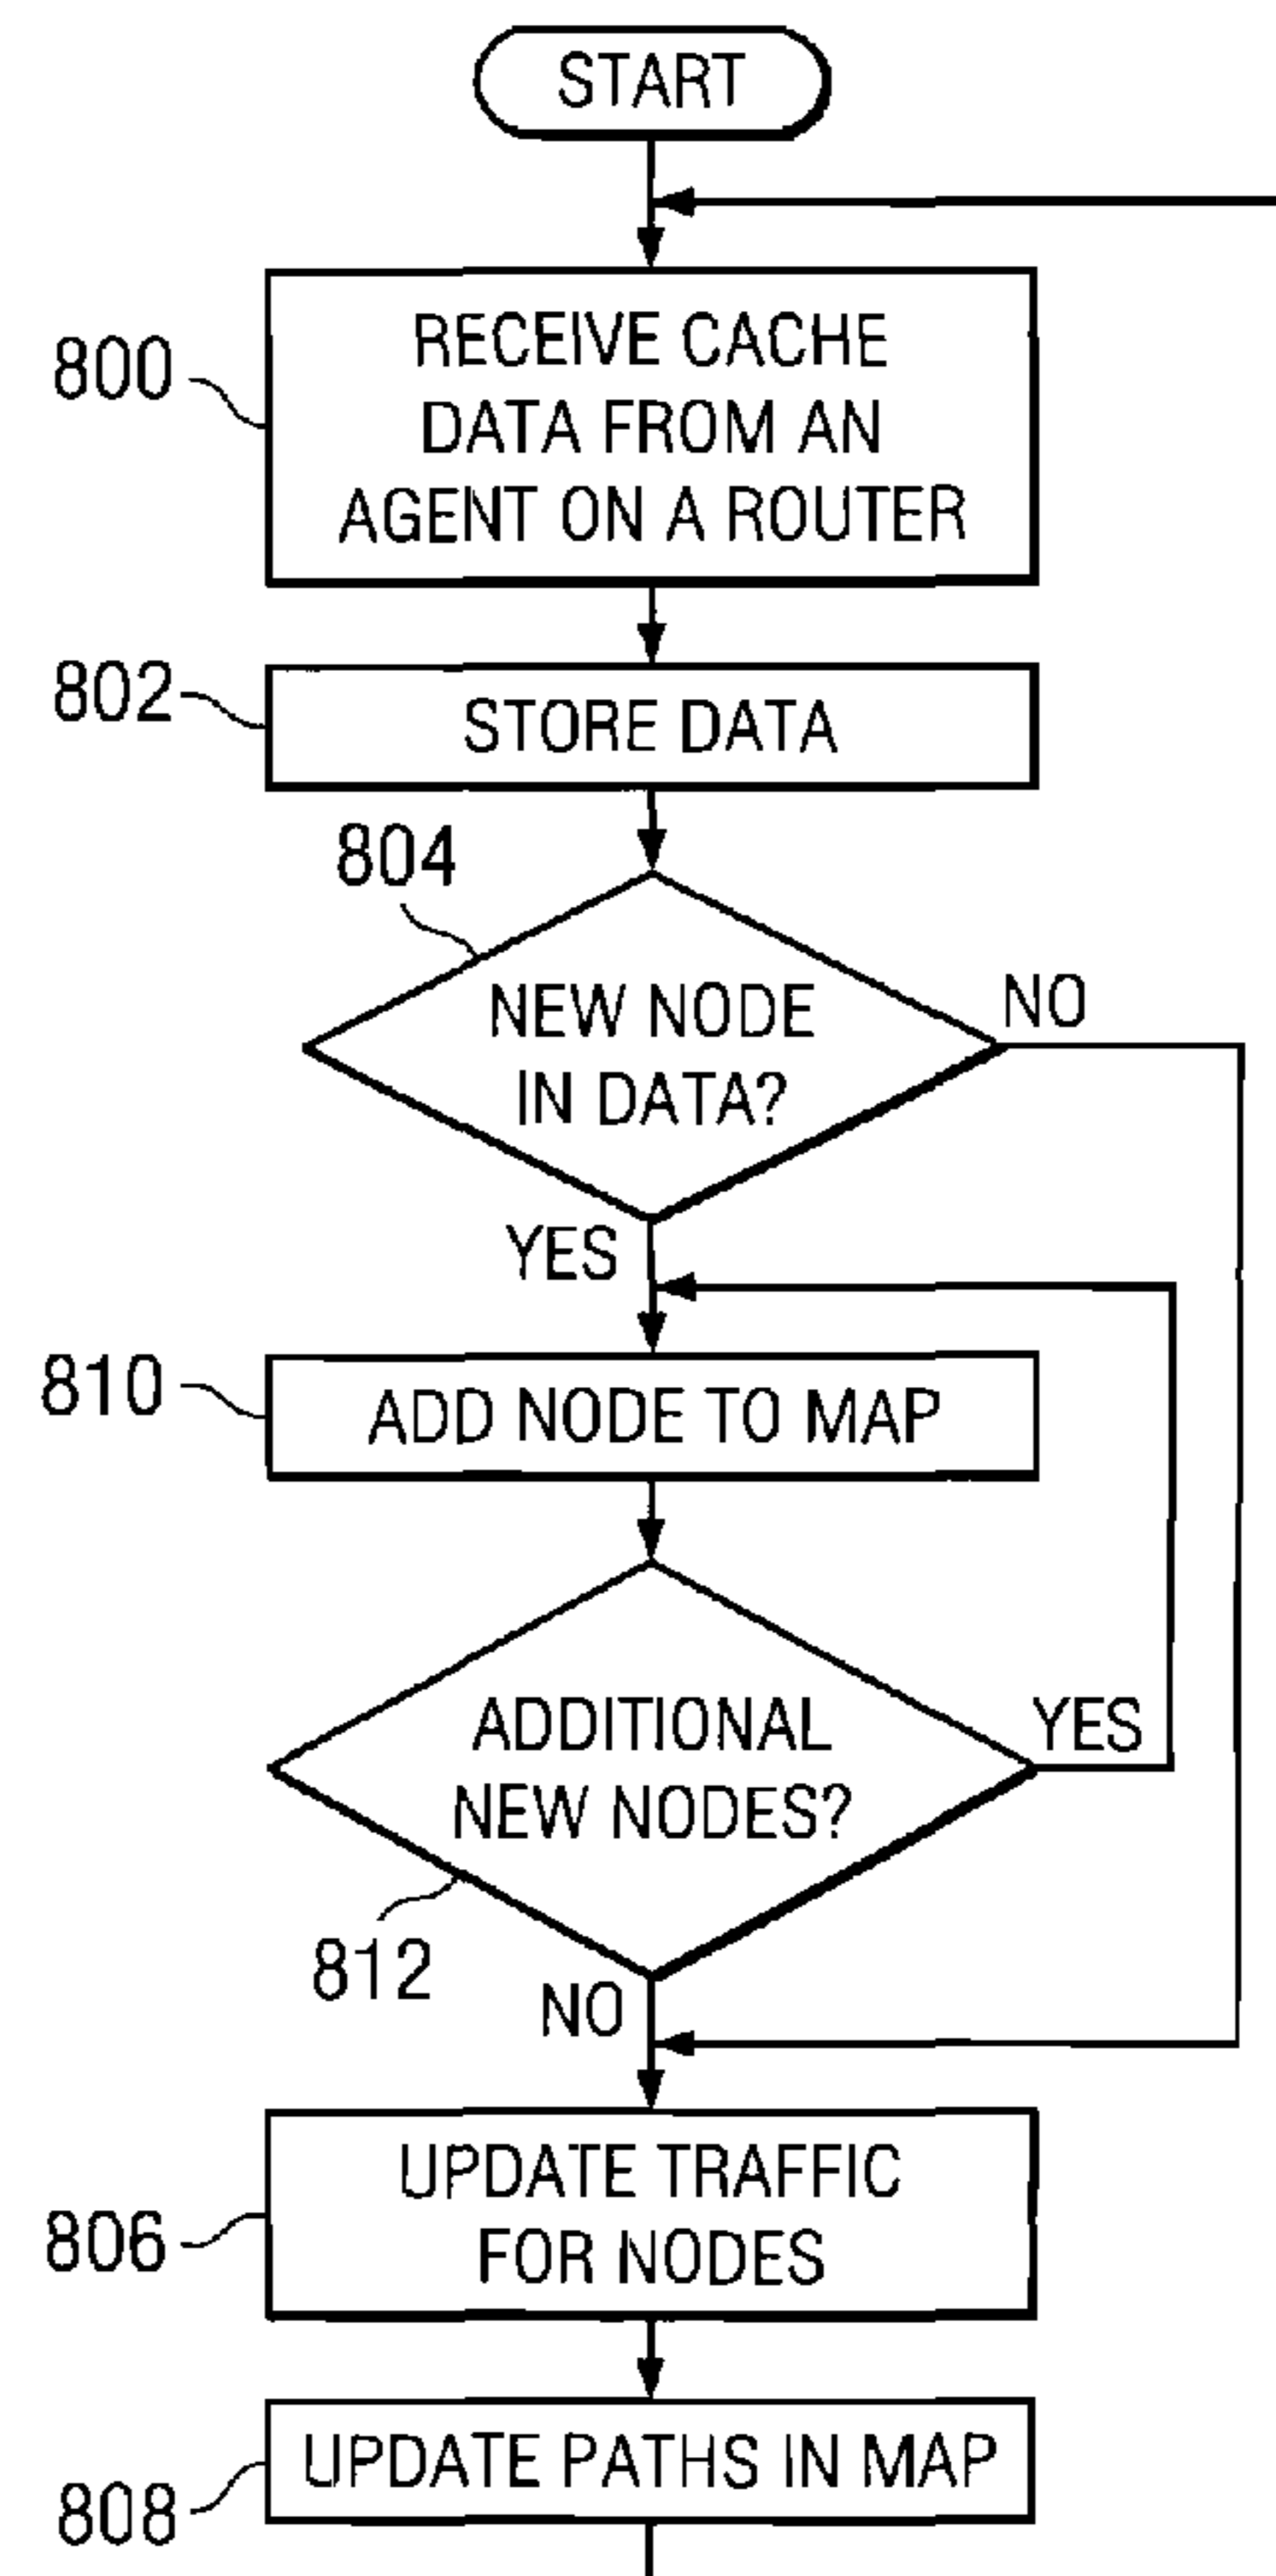 START
800
RECEIVE CACHE
DATA FROM AN
AGENT ON A ROUTER
802
STORE DATA
804
NEW NODE
IN DATA?
NO
YES
810
ADD NODE TO MAP
ADDITIONAL
NEW NODES?
YES
812
NO
UPDATE TRAFFIC
FOR NODES
806
UPDATE PATHS IN MAP
808